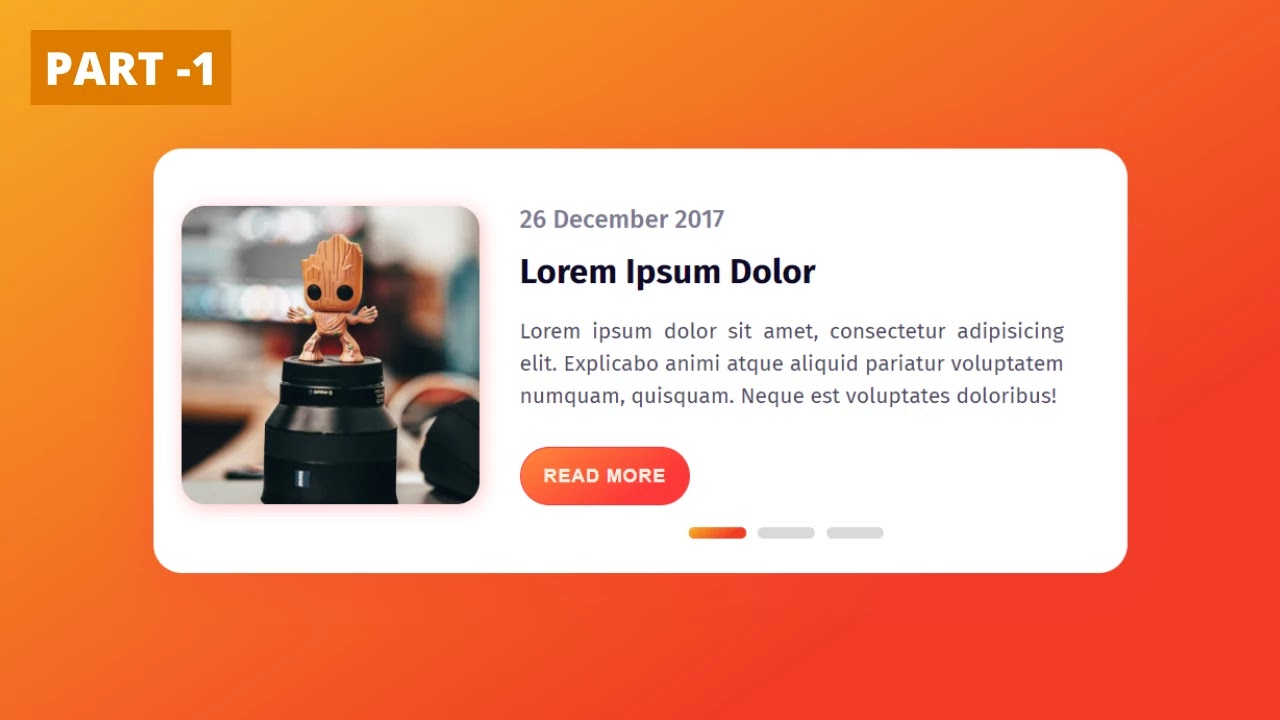 PART -1
26 December 2017
Lorem Ipsum Dolor
Lorem ipsum dolor sit amet, consectetur adipisicing
elit. Explicabo animi atque aliquid pariatur voluptatem
numquam, quisquam. Neque est voluptates doloribus!
READ MORE